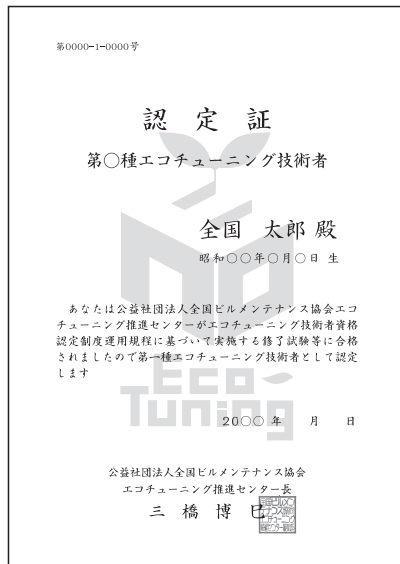 第0000-1-0000号
認定証
第〇種エコチューニング技術者
全国 太郎 殿
昭和〇〇年〇月〇日 生
あなたは公益社団法人全国ビルメンテナンス協会エコ
チューニング推進センターがエコチューニング技術者資格
認定制度運用規程に基づいて実施する修了試験等に合格
されましたので第一種エコチューニング技術者として認定
します
Eco
Tuning
20〇〇 年 月 日
公益社団法人全国ビルメンテナンス協会
エコチューニング推進センター長
三橋博巳